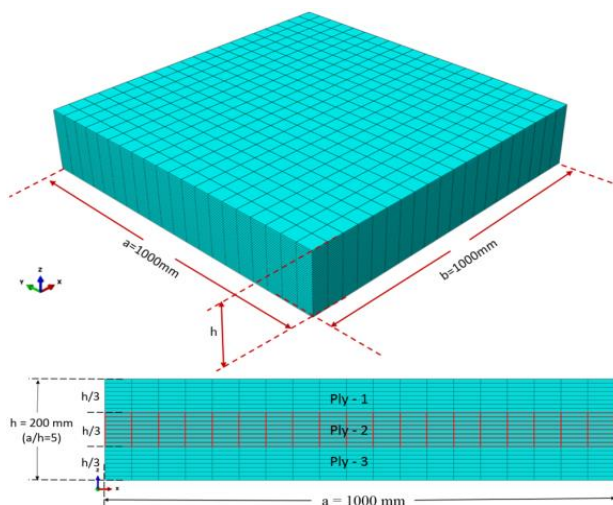 a=1000mm
b=1000mm
h
Z
Y
X
h/3
Ply - 1
h = 200 mm
(a/h=5)
h/3
Ply - 2
h/3
Ply - 3
x
a = 1000 mm